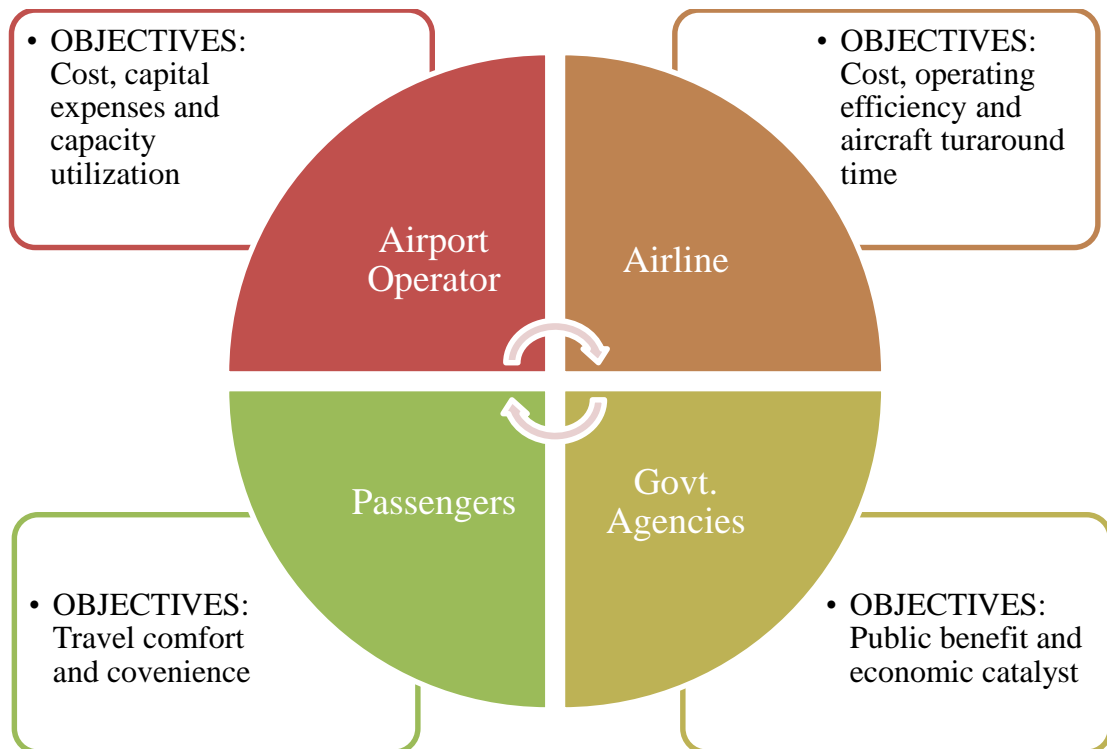 • OBJECTIVES:
Cost, capital
expenses and
capacity
utilization
• OBJECTIVES:
Cost, operating
efficiency and
aircraft turaround
time
Airport
Operator
Airline
Passengers
Govt.
Agencies
• OBJECTIVES:
Travel comfort
and covenience
• OBJECTIVES:
Public benefit and
economic catalyst